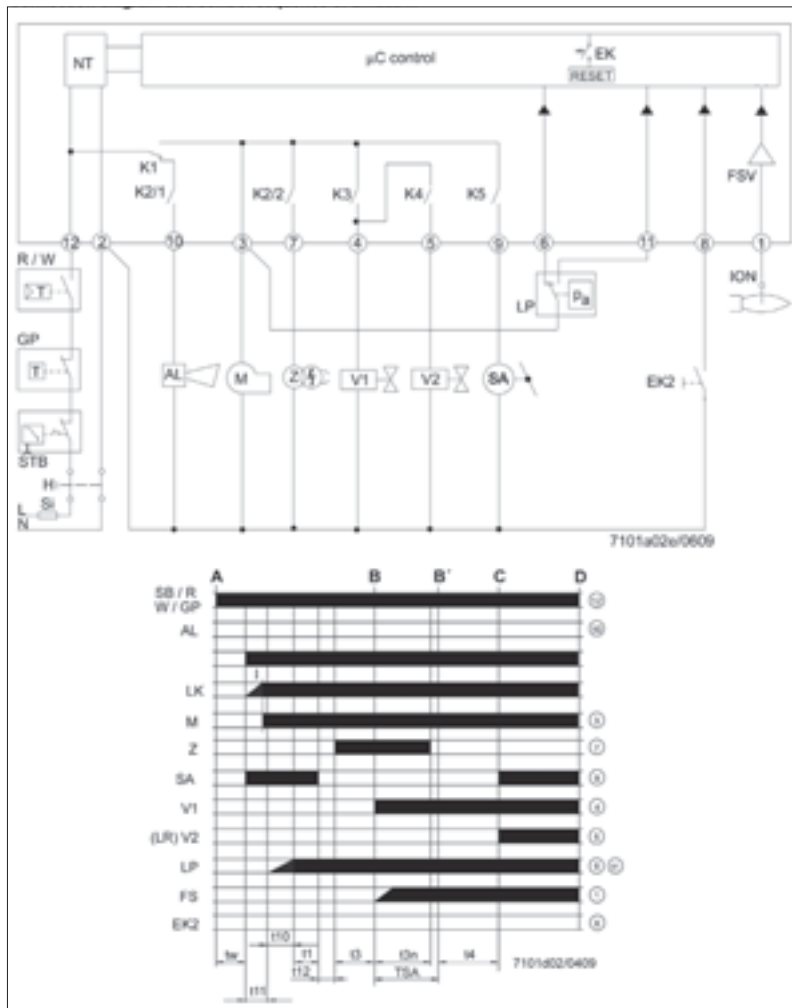 NT
µC control
EK
RESET
FSV
K1
K2/1
K2/2
K3
K4
K5
12
2
10
3
7
4
5
9
6
11
8
1
R / W
T
GP
T
STB
H
Si
L
N
AL
M
Z
V1
V2
SA
LP
Pa
ION
EK2
7101a02e/0609
A
B
B´
C
D
SB / R
W / GP
AL
I
LK
M
Z
SA
V1
(LR) V2
LP
FS
EK2
tw
t11
t10
t1
t12
t3
t3n
TSA
t4
7101d02/0409